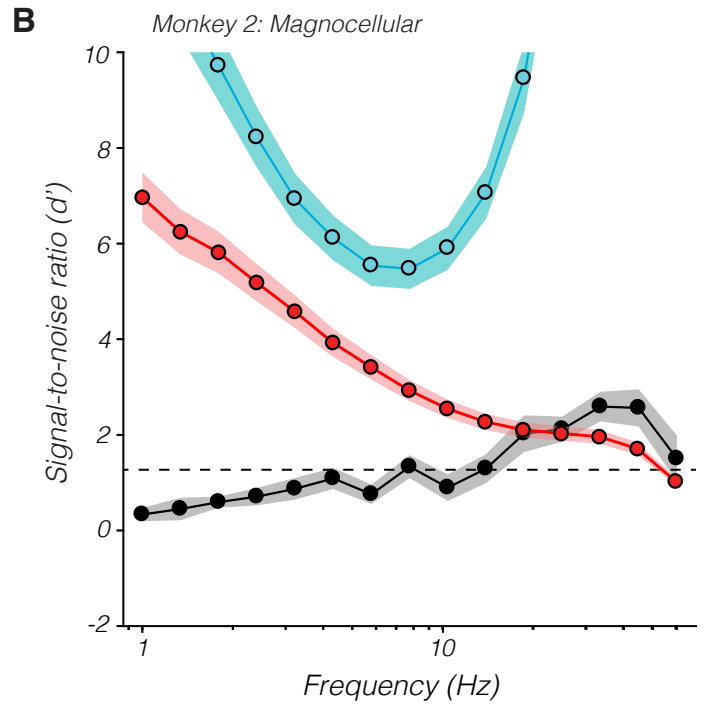 B
Monkey 2: Magnocellular
10
8
6
4
2
0
-2
Signal-to-noise ratio (d')
1
10
Frequency (Hz)